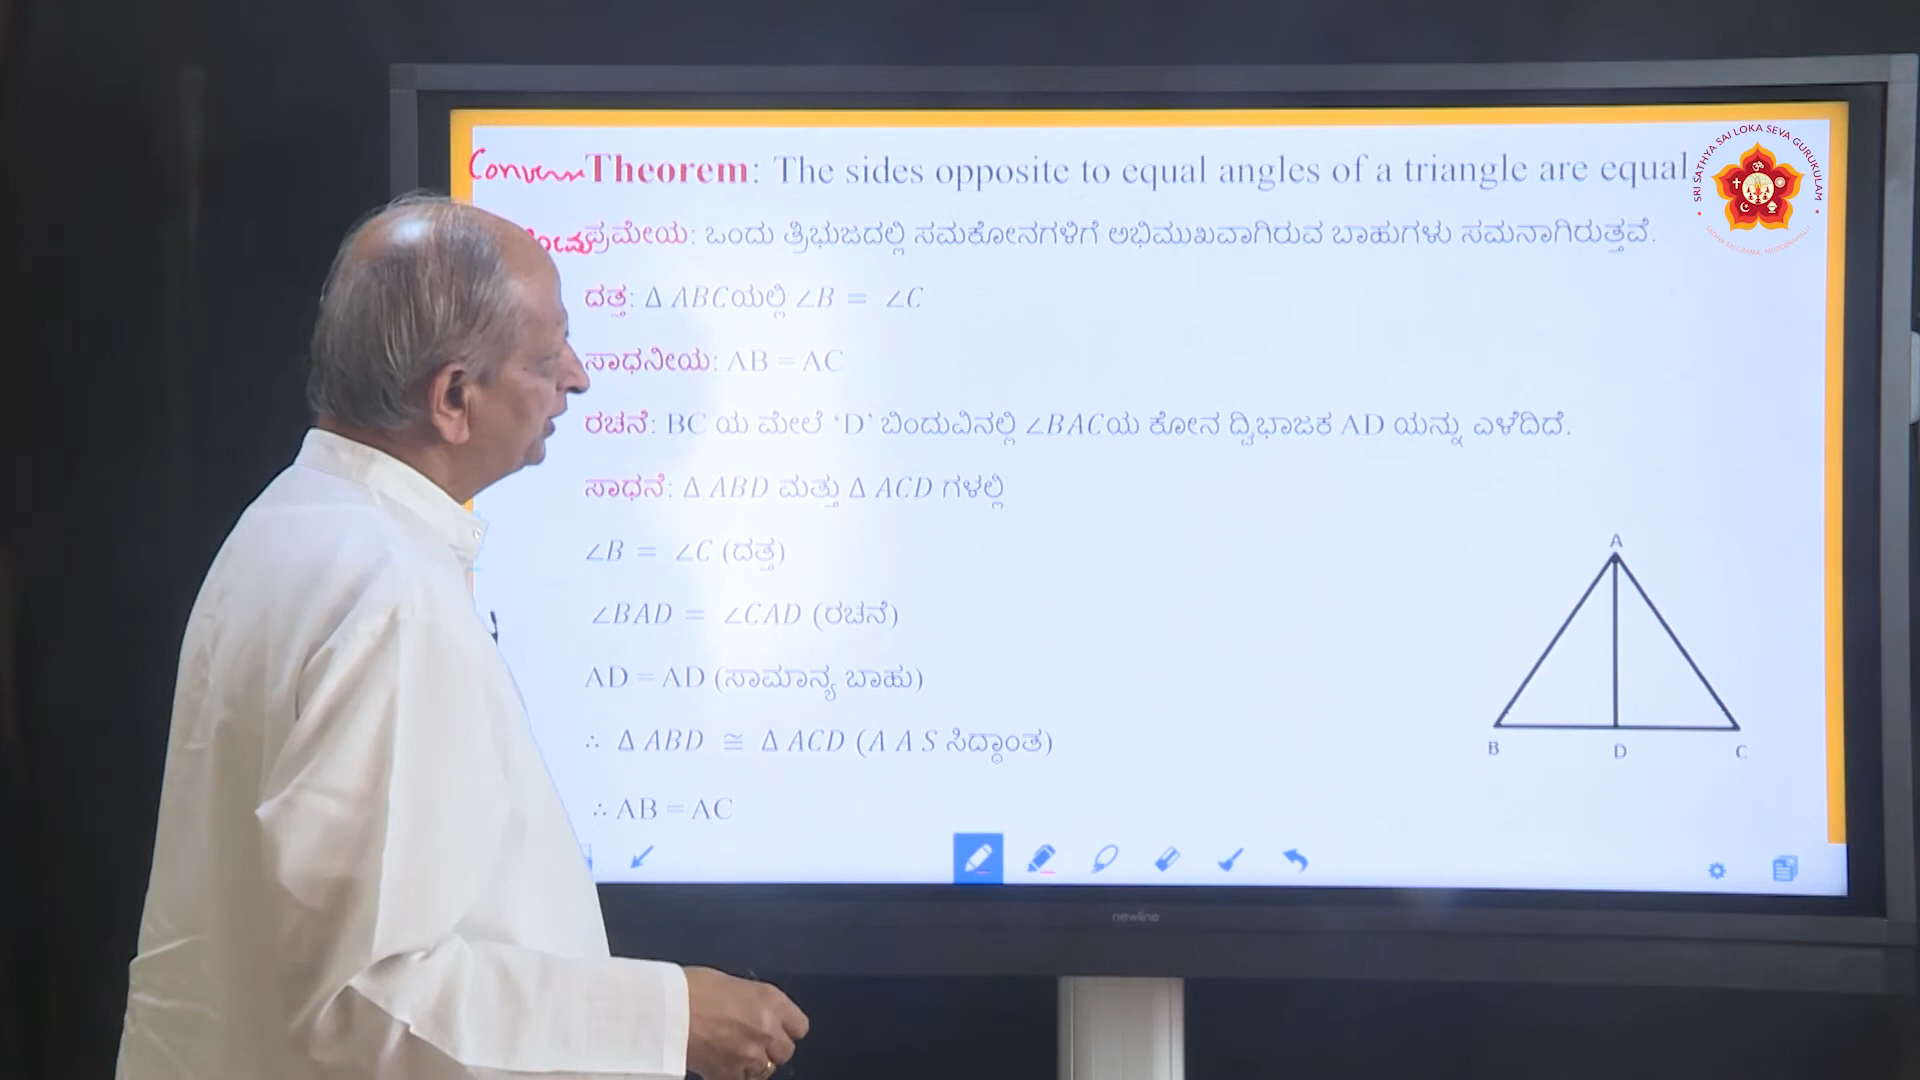 Converse Theorem: The sides opposite to equal angles of a triangle are equal.
ಪ್ರಮೇಯ: ಒಂದು ತ್ರಿಭುಜದಲ್ಲಿ ಸಮಕೋನಗಳಿಗೆ ಅಭಿಮುಖವಾಗಿರುವ ಬಾಹುಗಳು ಸಮನಾಗಿರುತ್ತವೆ.
ದತ್ತ: Δ ABCಯಲ್ಲಿ ∠B = ∠C
ಸಾಧನೀಯ: AB = AC
ರಚನೆ: BC ಯ ಮೇಲೆ ‘D’ ಬಿಂದುವಿನಲ್ಲಿ ∠BACಯ ಕೋನ ದ್ವಿಭಾಜಕ AD ಯನ್ನು ಎಳೆದಿದೆ.
ಸಾಧನೆ: Δ ABD ಮತ್ತು Δ ACD ಗಳಲ್ಲಿ
∠B = ∠C (ದತ್ತ)
∠BAD = ∠CAD (ರಚನೆ)
AD = AD (ಸಾಮಾನ್ಯ ಬಾಹು)
∴ Δ ABD ≅ Δ ACD (A A S ಸಿದ್ಧಾಂತ)
∴ AB = AC
A
B D C
newline
SRI SATHYA SAI LOKA SEVA GURUKULAM